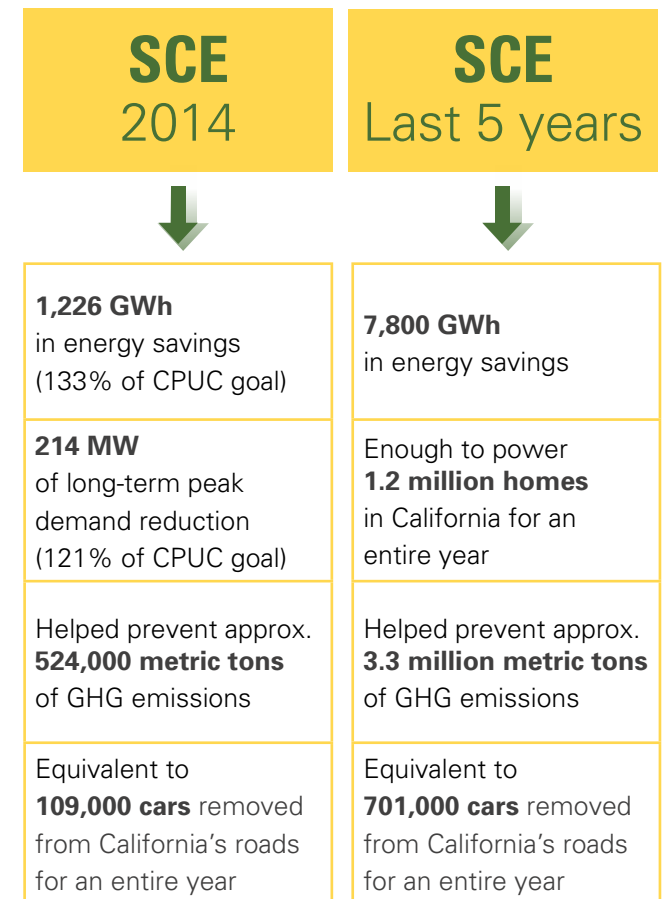 SCE
2014
SCE
Last 5 years
1,226 GWh
in energy savings
(133% of CPUC goal)
7,800 GWh
in energy savings
214 MW
of long-term peak
demand reduction
(121% of CPUC goal)
Enough to power
1.2 million homes
in California for an
entire year
Helped prevent approx.
524,000 metric tons
of GHG emissions
Helped prevent approx.
3.3 million metric tons
of GHG emissions
Equivalent to
109,000 cars removed
from California's roads
for an entire year
Equivalent to
701,000 cars removed
from California's roads
for an entire year